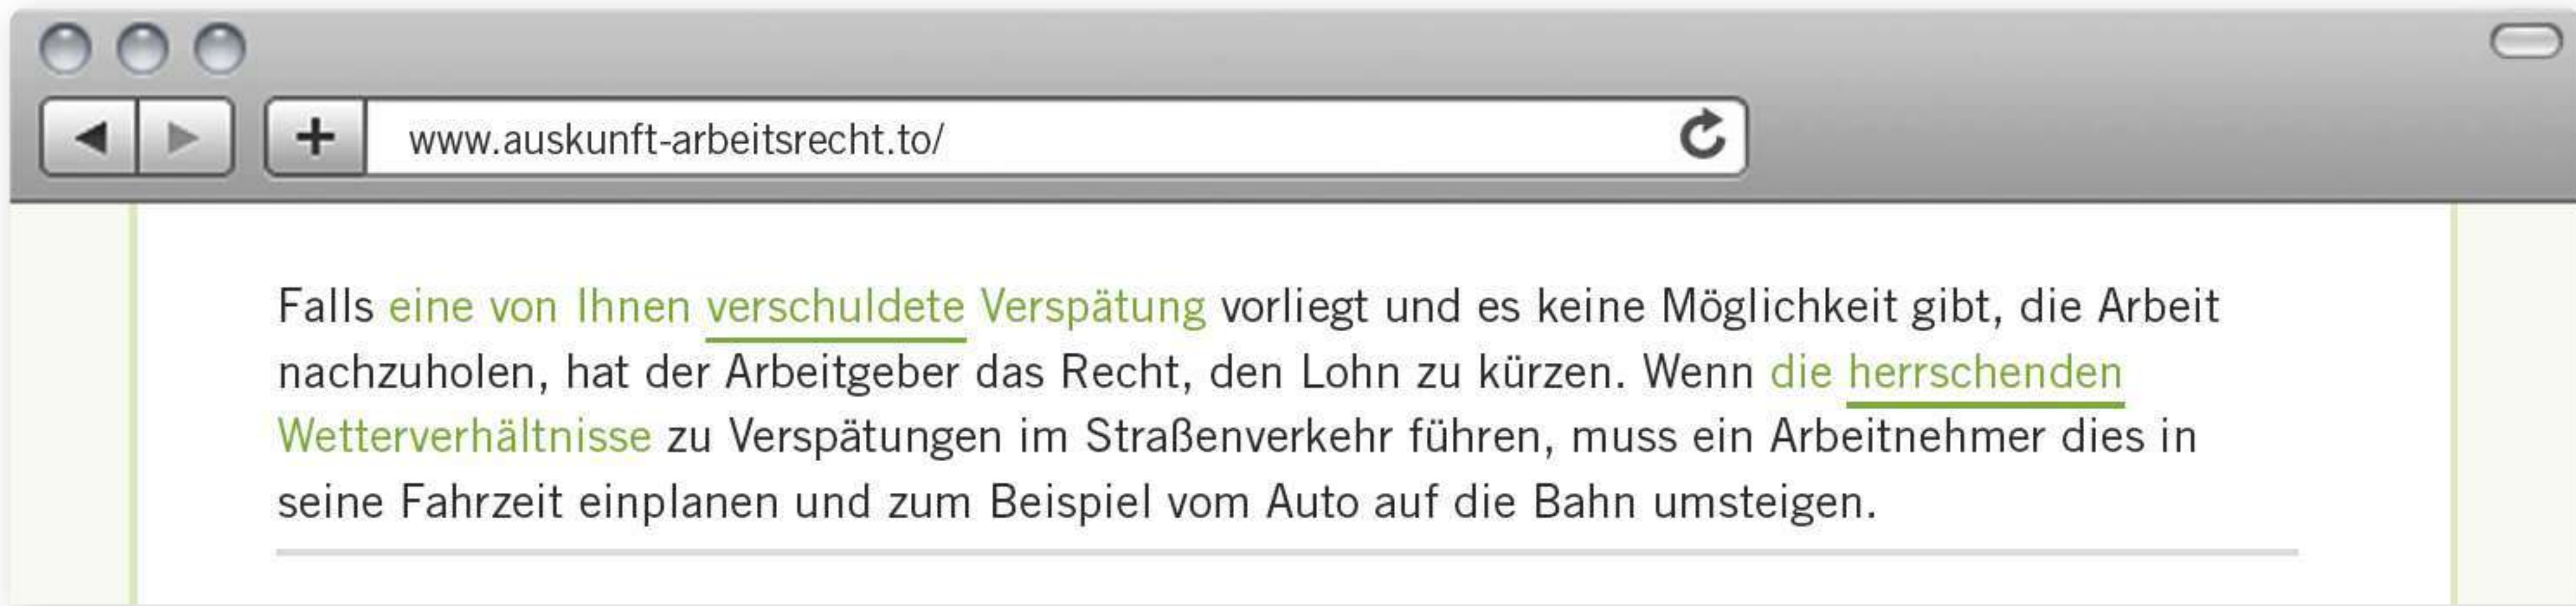 www.auskunft-arbeitsrecht.to/
Falls eine von Ihnen verschuldete Verspätung vorliegt und es keine Möglichkeit gibt, die Arbeit
nachzuholen, hat der Arbeitgeber das Recht, den Lohn zu kürzen. Wenn die herrschenden
Wetterverhältnisse zu Verspätungen im Straßenverkehr führen, muss ein Arbeitnehmer dies in
seine Fahrzeit einplanen und zum Beispiel vom Auto auf die Bahn umsteigen.